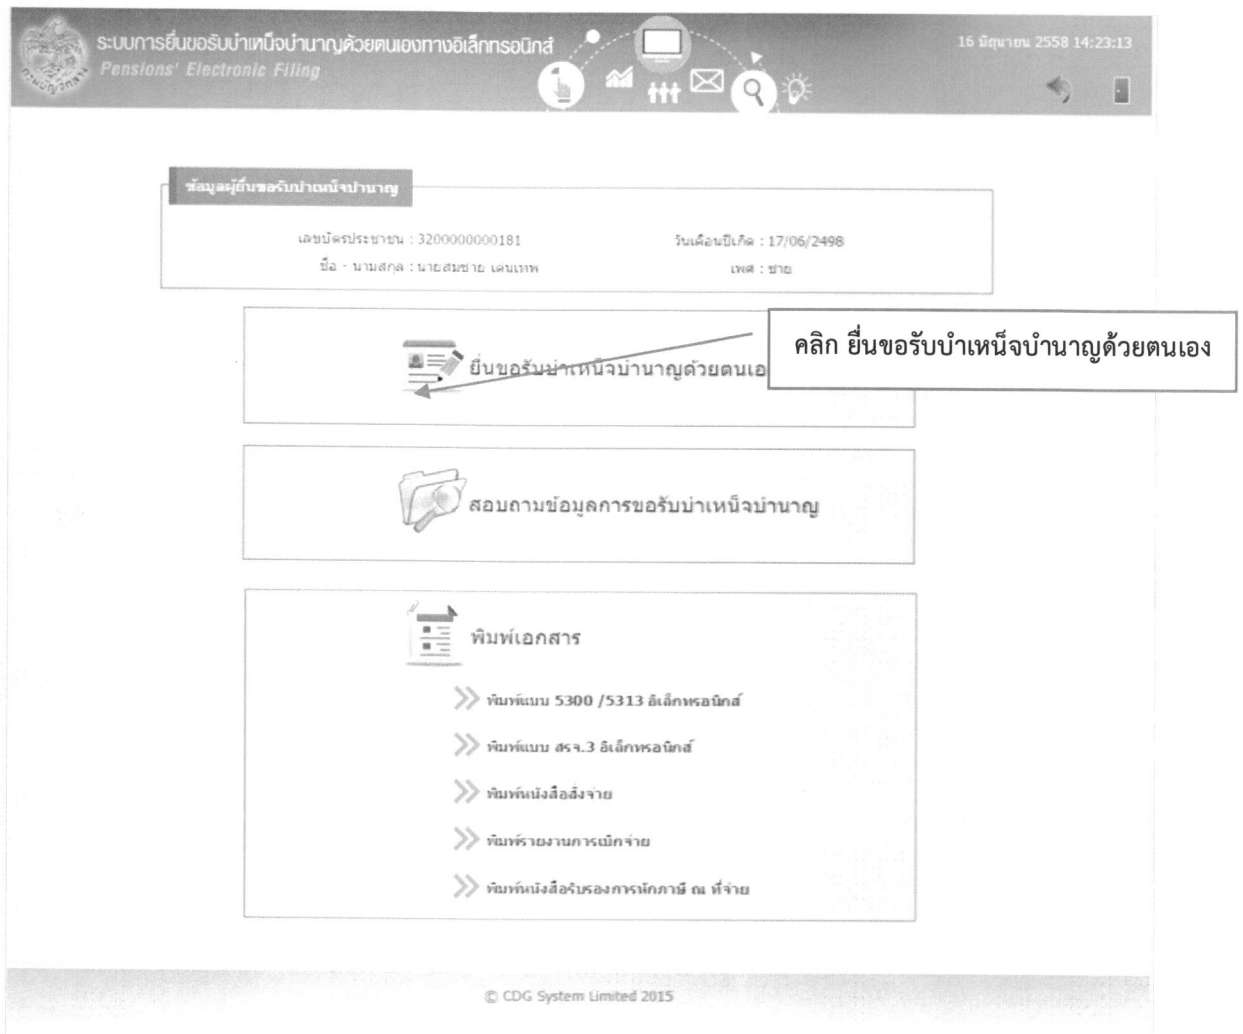 ระบบการยื่นขอรับบำเหน็จบำนาญด้วยตนเองทางอิเล็กทรอนิกส์
Pensions' Electronic Filing
16 มิถุนายน 2558 14:23:13
กรมบัญชีกลาง
ข้อมูลผู้ยื่นขอรับบำเหน็จบำนาญ
เลขบัตรประชาชน : 3200000000181 วันเดือนปีเกิด : 17/06/2498
ชื่อ - นามสกุล : นายสมชาย เดนเทพ เพศ : ชาย
คลิก ยื่นขอรับบำเหน็จบำนาญด้วยตนเอง
ยื่นขอรับบำเหน็จบำนาญด้วยตนเอ
สอบถามข้อมูลการขอรับบำเหน็จบำนาญ
พิมพ์เอกสาร
พิมพ์แบบ 5300 /5313 อิเล็กทรอนิกส์
พิมพ์แบบ สรจ.3 อิเล็กทรอนิกส์
พิมพ์หนังสือสั่งจ่าย
พิมพ์รายงานการเบิกจ่าย
พิมพ์หนังสือรับรองการหักภาษี ณ ที่จ่าย
© CDG System Limited 2015